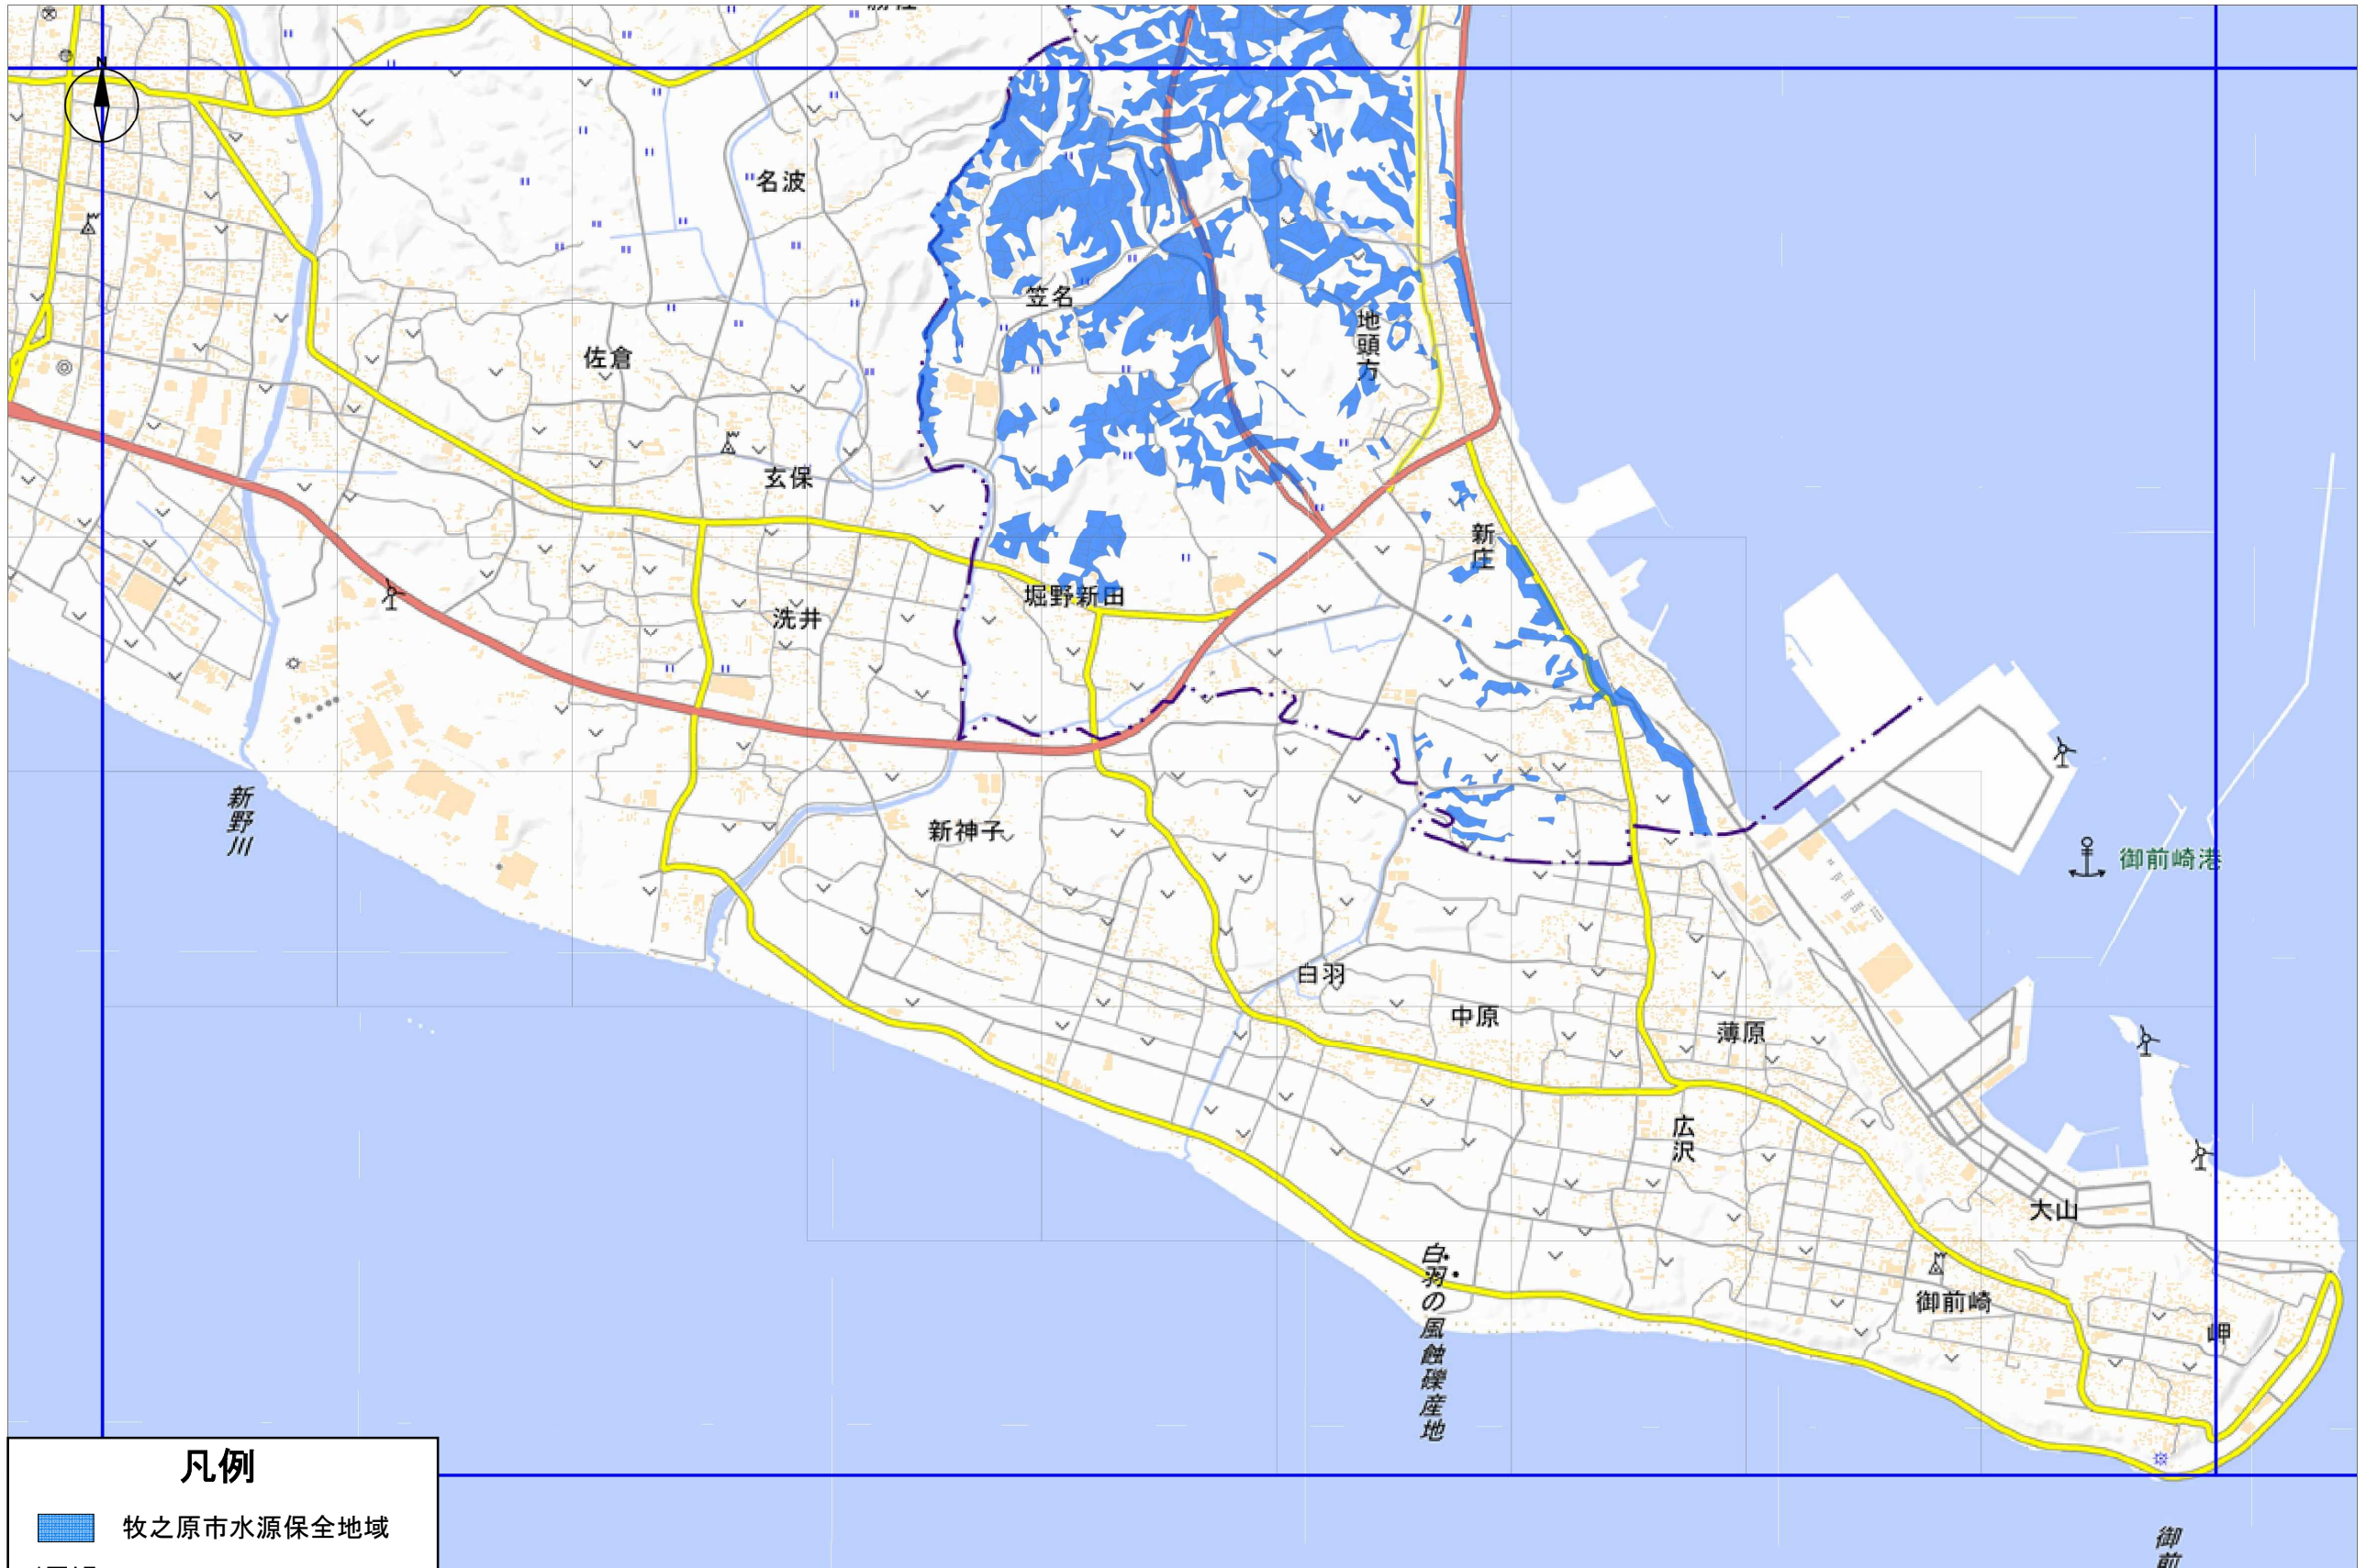 N
名波
笠名
地頭方
佐倉
玄保
新庄
堀野新田
洗井
新野川
新神子
御前崎港
白羽
中原
薄原
広沢
大山
白羽の風蝕礫産地
御前崎
岬
凡例
牧之原市水源保全地域
御前